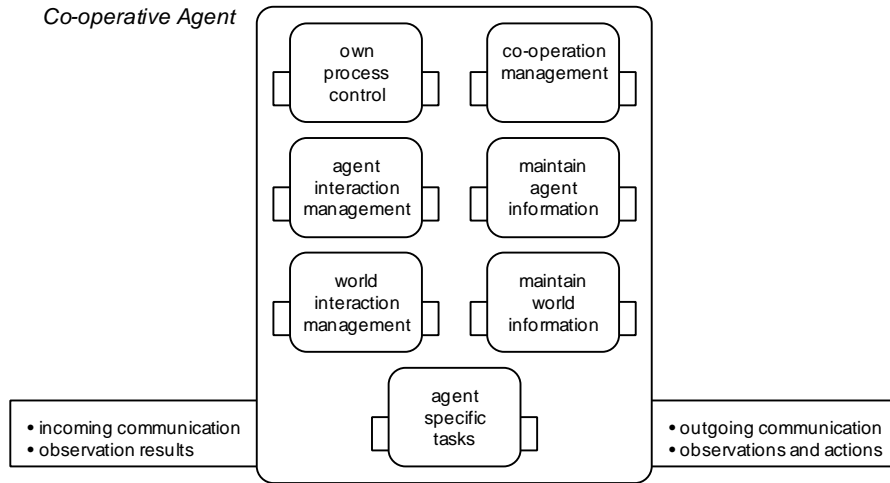 Co-operative Agent
own
process
control
co-operation
management
agent
interaction
management
maintain
agent
information
world
interaction
management
maintain
world
information
agent
specific
tasks
• incoming communication
• observation results
• outgoing communication
• observations and actions